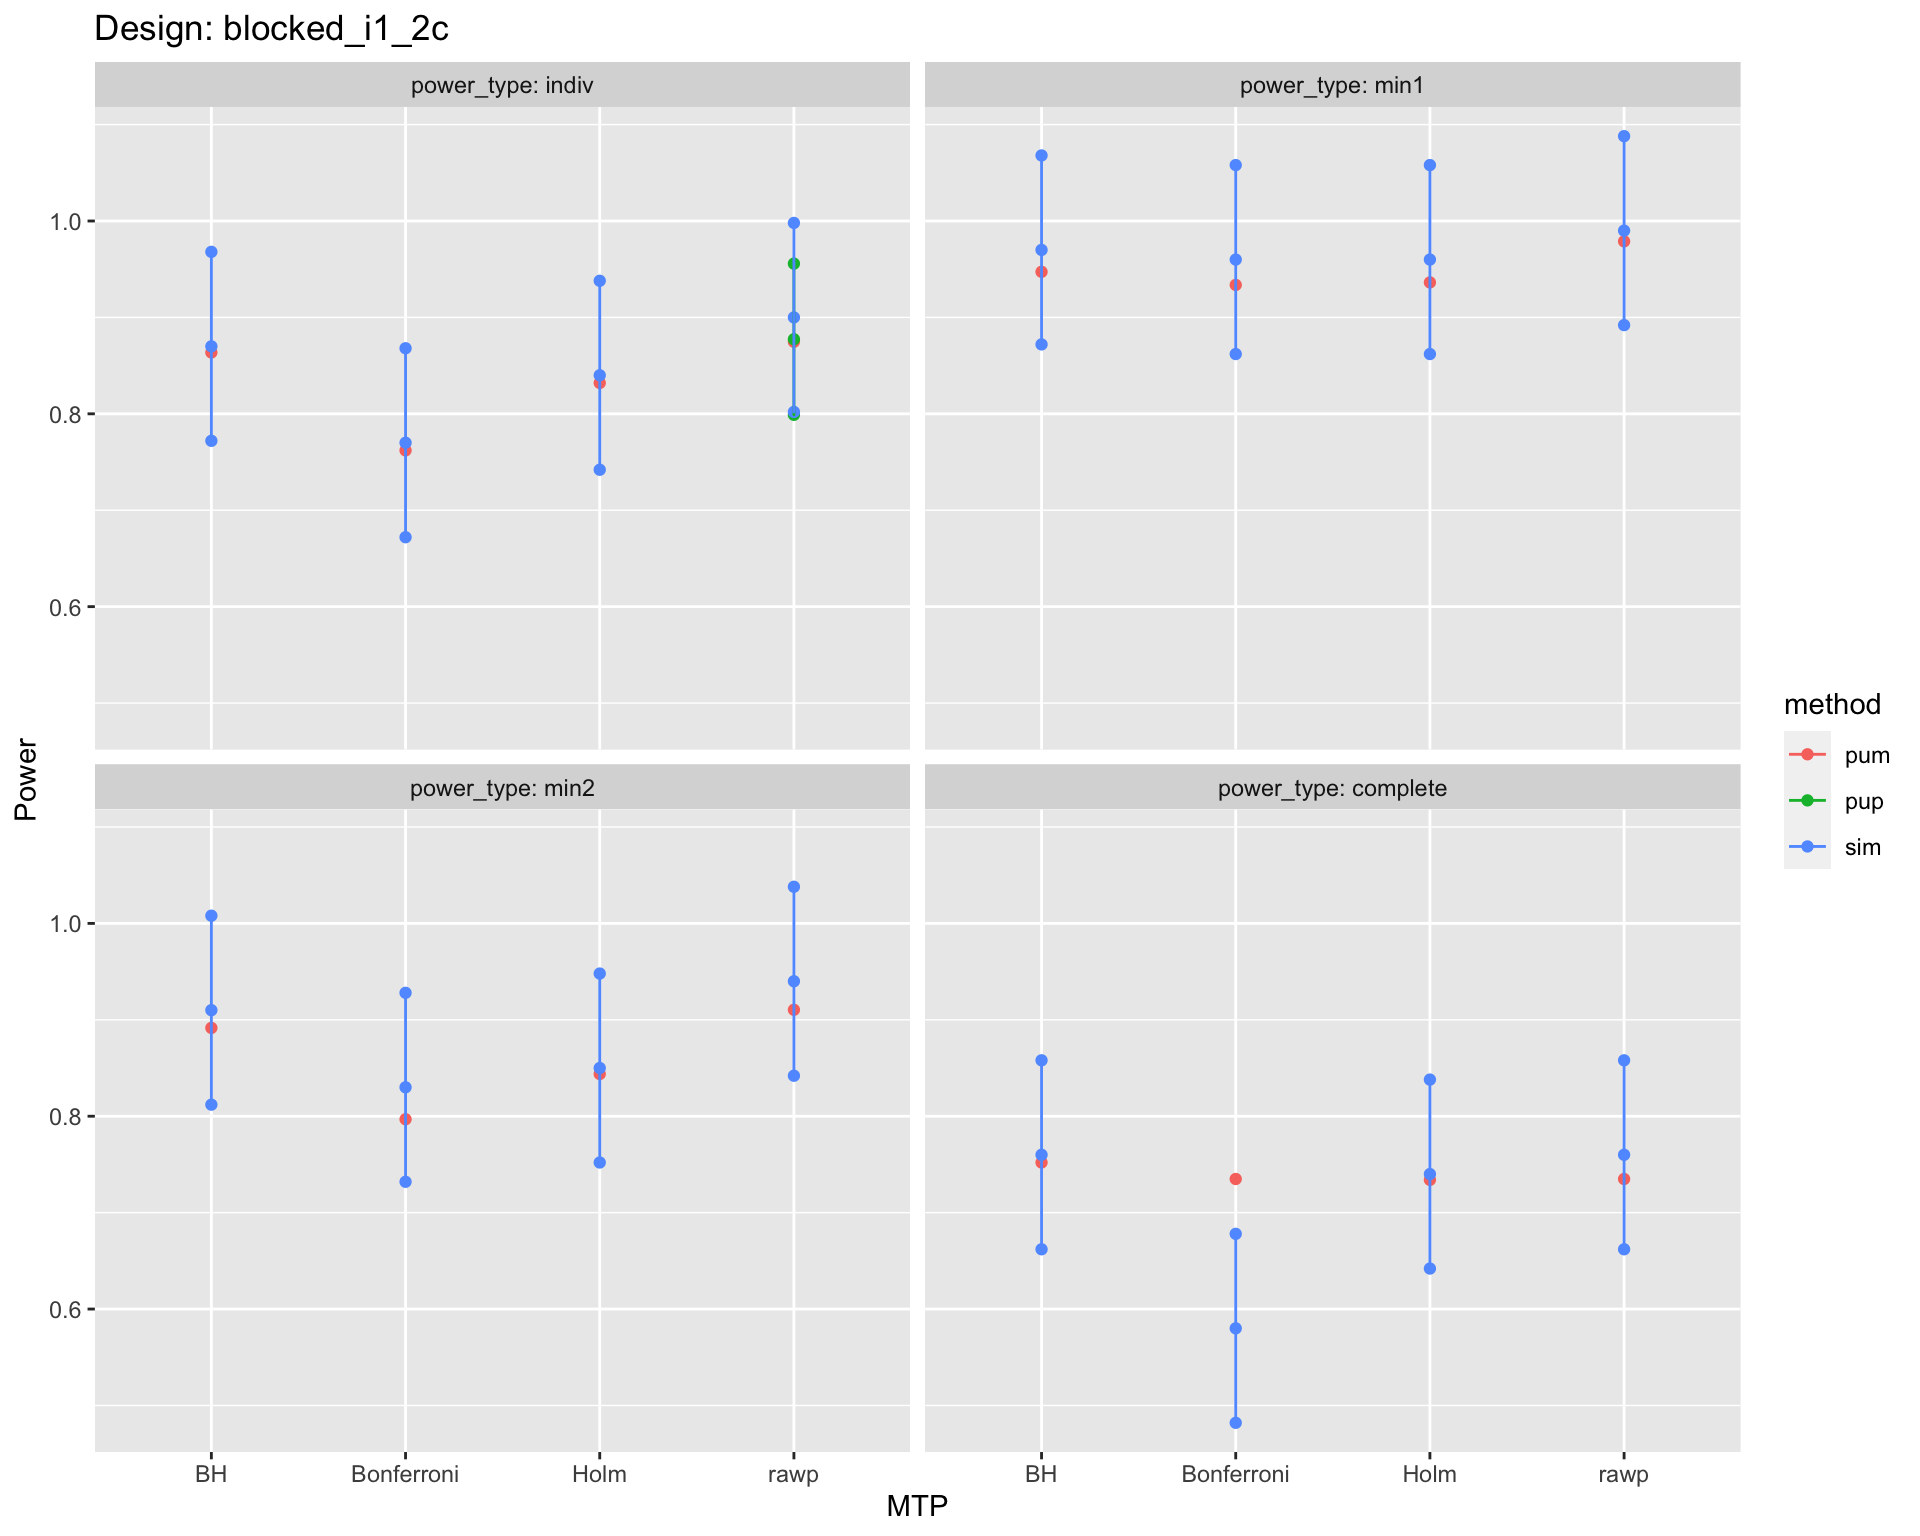 Design: blocked_i1_2c
power_type: indiv
power_type: min1
1.0
0.8
0.6
Power
power_type: min2
power_type: complete
1.0
0.8
0.6
BH
Bonferroni
Holm
rawp
BH
Bonferroni
Holm
rawp
MTP
method
pum
pup
sim